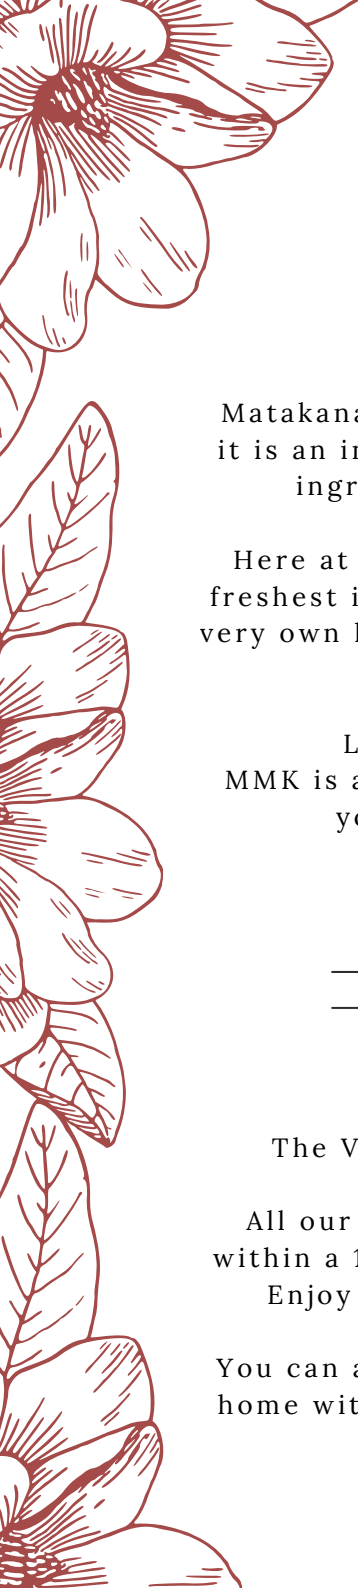 Matakana
it is an i
ingr
Here at
freshest i
very own
L
MMK is a
yo
The V
All our
within a 1
Enjoy
You can a
home wit